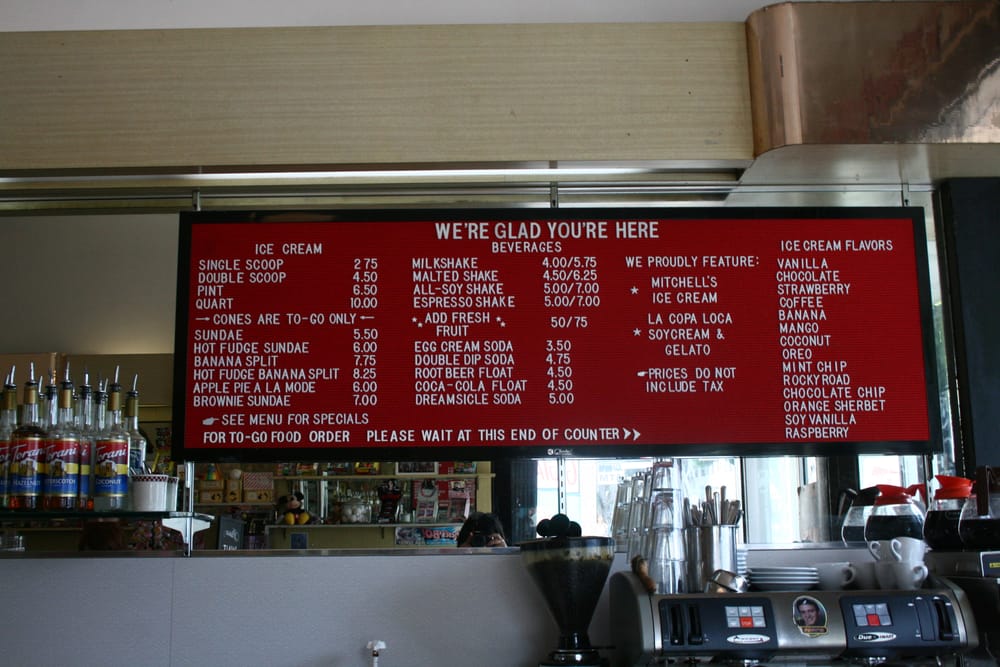 WE'RE GLAD YOU'RE HERE
ICE CREAM
SINGLE SCOOP 2 75
DOUBLE SCOOP 4.50
PINT 6.50
QUART 10.00
CONES ARE TO-GO ONLY
SUNDAE 5.50
HOT FUDGE SUNDAE 6.00
BANANA SPLIT 7.75
HOT FUDGE BANANA SPLIT 8.25
APPLE PIE A LA MODE 6.00
BROWNIE SUNDAE 7.00
SEE MENU FOR SPECIALS
BEVERAGES
MILKSHAKE 4.00/5.75
MALTED SHAKE 4.50/6.25
ALL-SOY SHAKE 5.00/7.00
ESPRESSO SHAKE 5.00/7.00
ADD FRESH
FRUIT 50/75
EGG CREAM SODA 3.50
DOUBLE DIP SODA 4.75
ROOT BEER FLOAT 4.50
COCA-COLA FLOAT 4.50
DREAMSICLE SODA 5.00
WE PROUDLY FEATURE:
MITCHELL'S
ICE CREAM
LA COPA LOCA
SOYCREAM &
GELATO
PRICES DO NOT
INCLUDE TAX
ICE CREAM FLAVORS
VANILLA
CHOCOLATE
STRAWBERRY
COFFEE
BANANA
MANGO
COCONUT
OREO
MINT CHIP
ROCKY ROAD
CHOCOLATE CHIP
ORANGE SHERBET
SOY VANILLA
RASPBERRY
FOR TO-GO FOOD ORDER PLEASE WAIT AT THIS END OF COUNTER
Torani
Torani
Torani
COCONUT